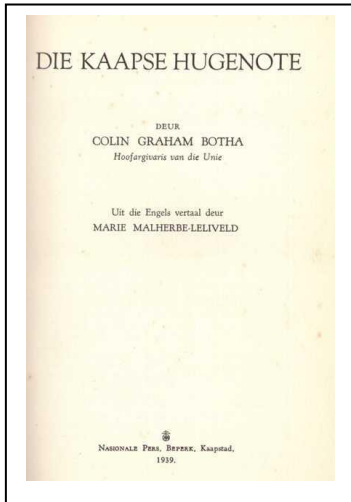 DIE KAAPSE HUGENOTE
DEUR
COLIN GRAHAM BOTHA
Hoofargivaris van die Unie
Uit die Engels vertaal deur
MARIE MALHERBE-LELIVELD
NASIONALE PERS, BEPERK, Kaapstad,
1939.